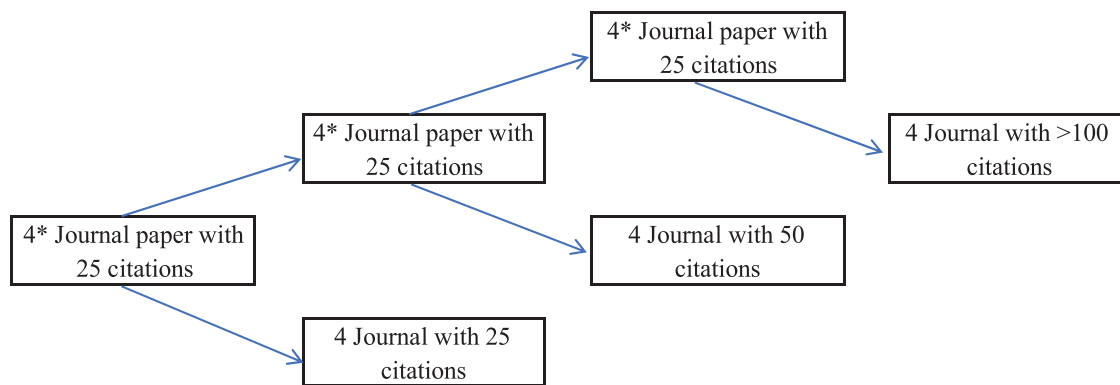 4* Journal paper with
25 citations
4* Journal paper with
25 citations
4 Journal with >100
citations
4* Journal paper with
25 citations
4 Journal with 50
citations
4 Journal with 25
citations